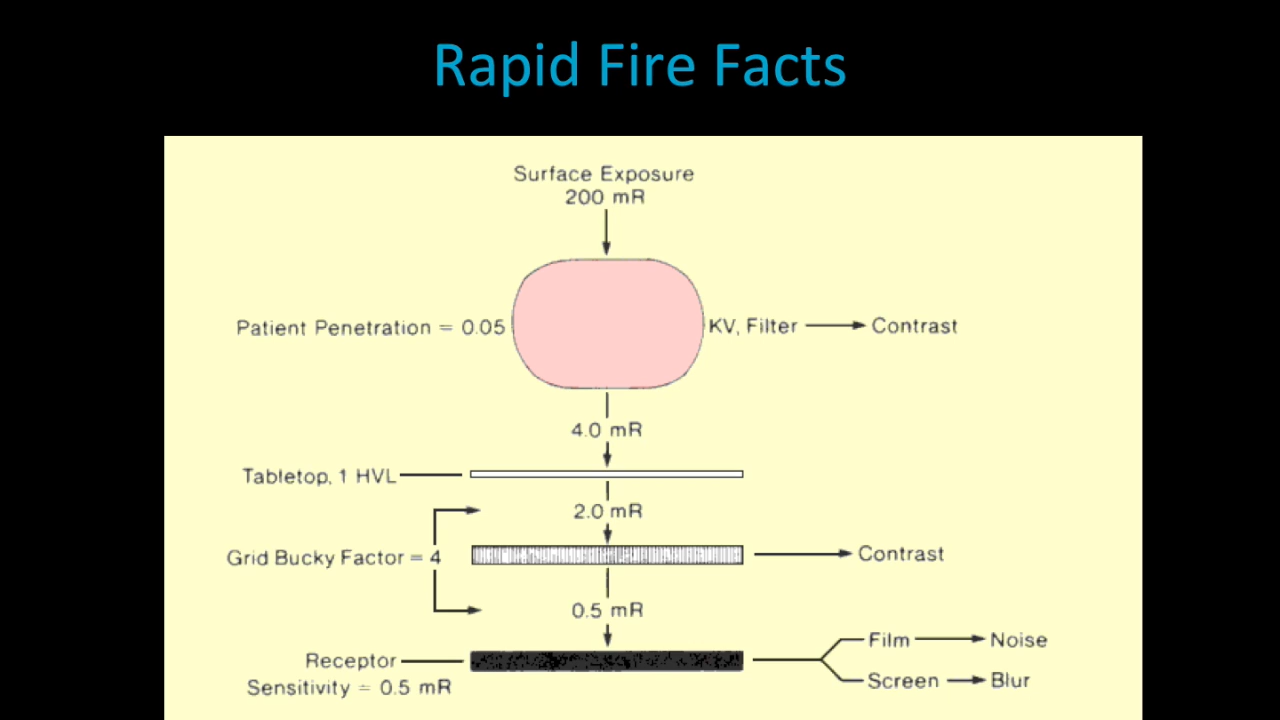 Rapid Fire Facts
Surface Exposure
200 mR
Patient Penetration = 0.05
KV, Filter
Contrast
4.0 mR
Tabletop, 1 HVL
2.0 mR
Grid Bucky Factor = 4
Contrast
0.5 mR
Film
Noise
Receptor
Sensitivity = 0.5 mR
Screen
Blur